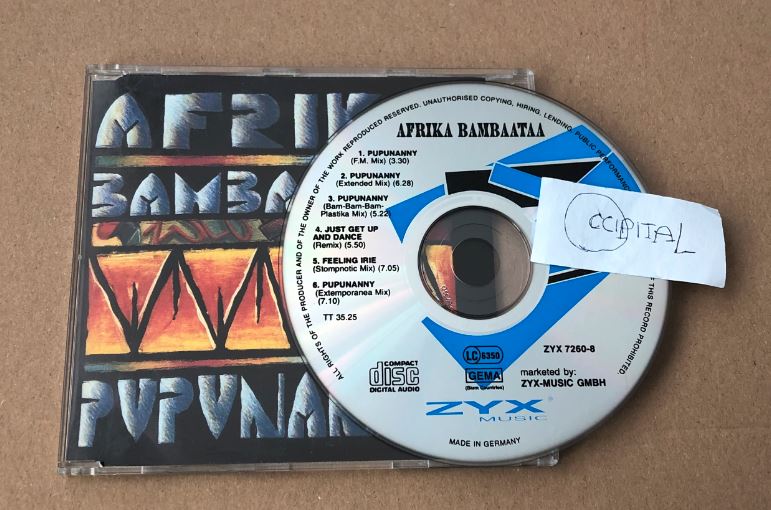 AFRIK
BAMBA
PUPUNAN
ALL RIGHTS OF THE PRODUCER AND OF THE OWNER OF THE WORK REPRODUCED RESERVED. UNAUTHORISED COPYING, HIRING, LENDING, PUBLIC PERFORMAN
OF THIS RECORD PROHIBITED.
AFRIKA BAMBAATAA
1. PUPUNANNY
(F.M. Mix) (3.30)
2. PUPUNANNY
(Extended Mix) (6.28)
3. PUPUNANNY
(Bam-Bam-Bam-
Plastika Mix) (5.22)
4. JUST GET UP
AND DANCE
(Remix) (5.50)
5. FEELING IRIE
(Stompnotic Mix) (7.05)
6. PUPUNANNY
(Extemporanea Mix)
(7.10)
TT 35.25
CCIPITAL
COMPACT
disc
DIGITAL AUDIO
LC 6350
GEMA
ZYX 7260-8
marketed by:
ZYX-MUSIC GMBH
ZYX®
MUSIC
MADE IN GERMANY